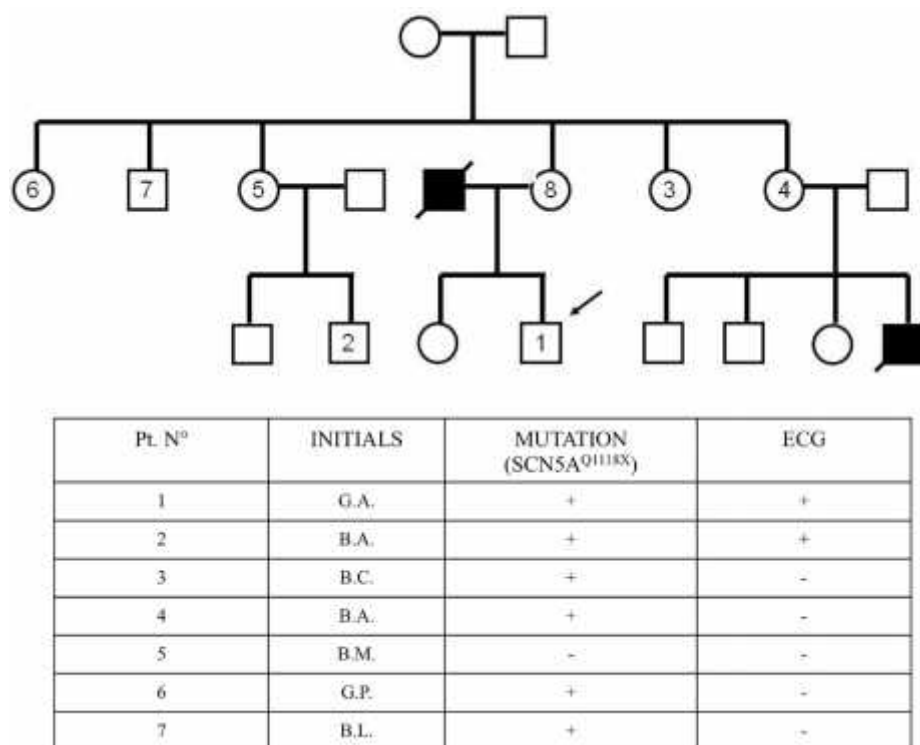 6 7 5 8 3 4
2 1
Pt. N° INITIALS MUTATION ECG
(SCN5A^Q1118X)
1 G.A. + +
2 B.A. + +
3 B.C. + -
4 B.A. + -
5 B.M. - -
6 G.P. + -
7 B.L. + -